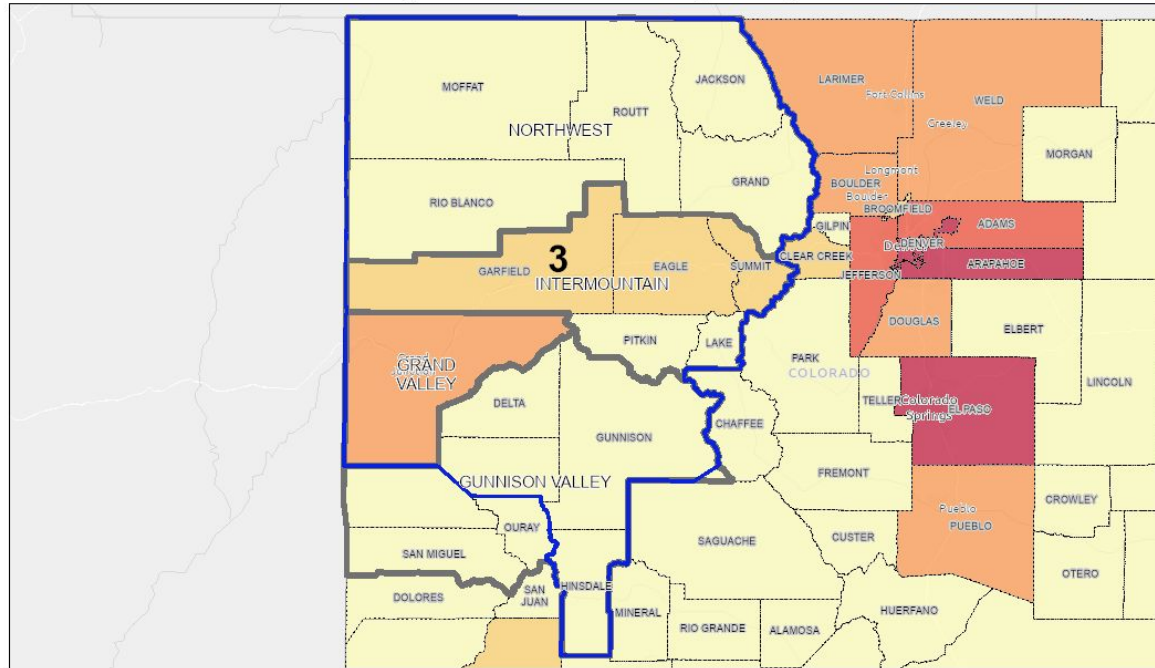 JACKSON
LARIMER
MOFFAT
Fort Collins
WELD
ROUTT
NORTHWEST
Greeley
MORGAN
Longmont
GRAND
BOULDER
Boulder
RIO BLANCO
BROOMFIELD
GILPIN
ADAMS
DENVER
3
CLEAR CREEK
ARAPAHOE
EAGLE
SUMMIT
GARFIELD
JEFFERSON
INTERMOUNTAIN
DOUGLAS
ELBERT
PITKIN
LAKE
PARK
GRAND
VALLEY
COLORADO
LINCOLN
TELLER
Colorado
Springs
EL PASO
DELTA
CHAFFEE
GUNNISON
FREMONT
GUNNISON VALLEY
CROWLEY
Pueblo
OURAY
PUEBLO
CUSTER
SAGUACHE
SAN MIGUEL
OTERO
HINSDALE
SAN
JUAN
DOLORES
MINERAL
HUERFANO
RIO GRANDE
ALAMOSA